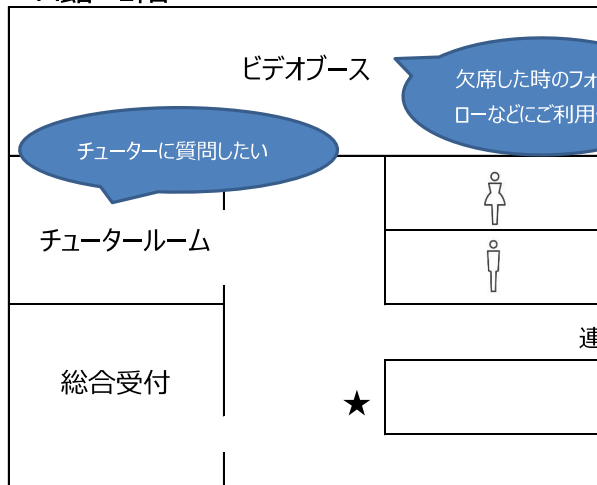 ビデオブース
欠席した時のフォ
ローなどにご利用
チューターに質問したい
チュータールーム
連
総合受付
★